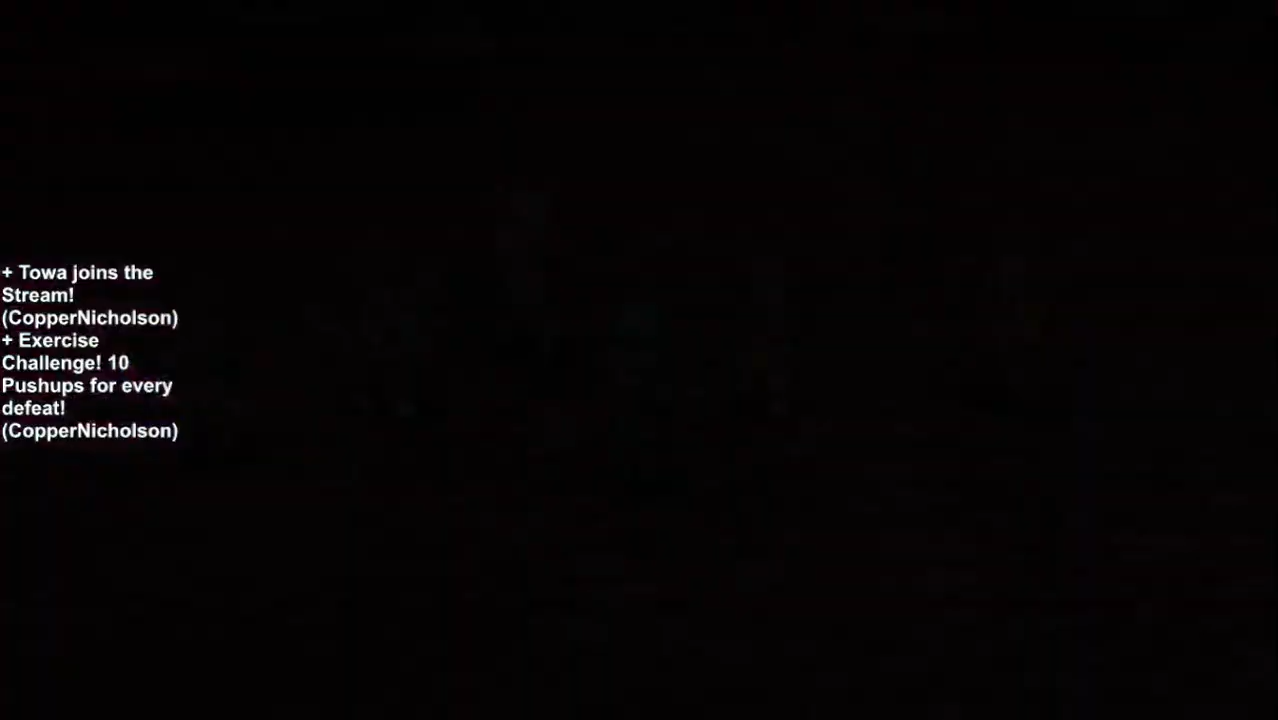 + Towa joins the
Stream!
(CopperNicholson)
+ Exercise
Challenge! 10
Pushups for every
defeat!
(CopperNicholson)